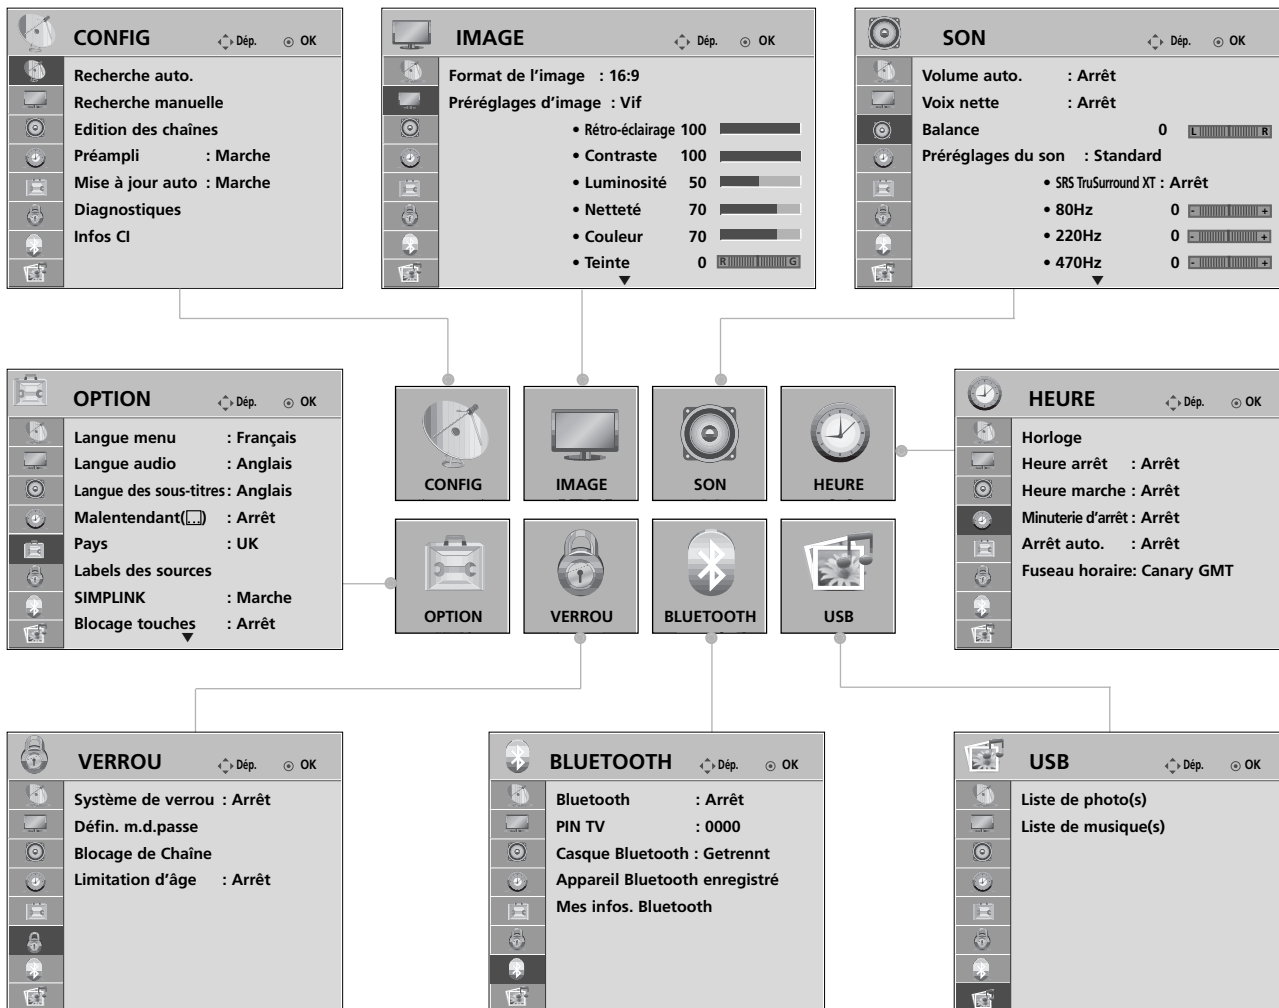 CONFIG Dép. OK
Recherche auto.
Recherche manuelle
Edition des chaînes
Préampli : Marche
Mise à jour auto : Marche
Diagnostiques
Infos CI
IMAGE Dép. OK
Format de l'image : 16:9
Préréglages d'image : Vif
• Rétro-éclairage 100
• Contraste 100
• Luminosité 50
• Netteté 70
• Couleur 70
• Teinte 0 R G
SON Dép. OK
Volume auto. : Arrêt
Voix nette : Arrêt
Balance 0 L R
Préréglages du son : Standard
• SRS TruSurround XT : Arrêt
• 80Hz 0 - +
• 220Hz 0 - +
• 470Hz 0 - +
OPTION Dép. OK
Langue menu : Français
Langue audio : Anglais
Langue des sous-titres : Anglais
Malentendant( ) : Arrêt
Pays : UK
Labels des sources
SIMPLINK : Marche
Blocage touches : Arrêt
CONFIG
IMAGE
SON
HEURE
OPTION
VERROU
BLUETOOTH
USB
HEURE Dép. OK
Horloge
Heure arrêt : Arrêt
Heure marche : Arrêt
Minuterie d'arrêt : Arrêt
Arrêt auto. : Arrêt
Fuseau horaire: Canary GMT
VERROU Dép. OK
Système de verrou : Arrêt
Défin. m.d.passe
Blocage de Chaîne
Limitation d'âge : Arrêt
BLUETOOTH Dép. OK
Bluetooth : Arrêt
PIN TV : 0000
Casque Bluetooth : Getrennt
Appareil Bluetooth enregistré
Mes infos. Bluetooth
USB Dép. OK
Liste de photo(s)
Liste de musique(s)